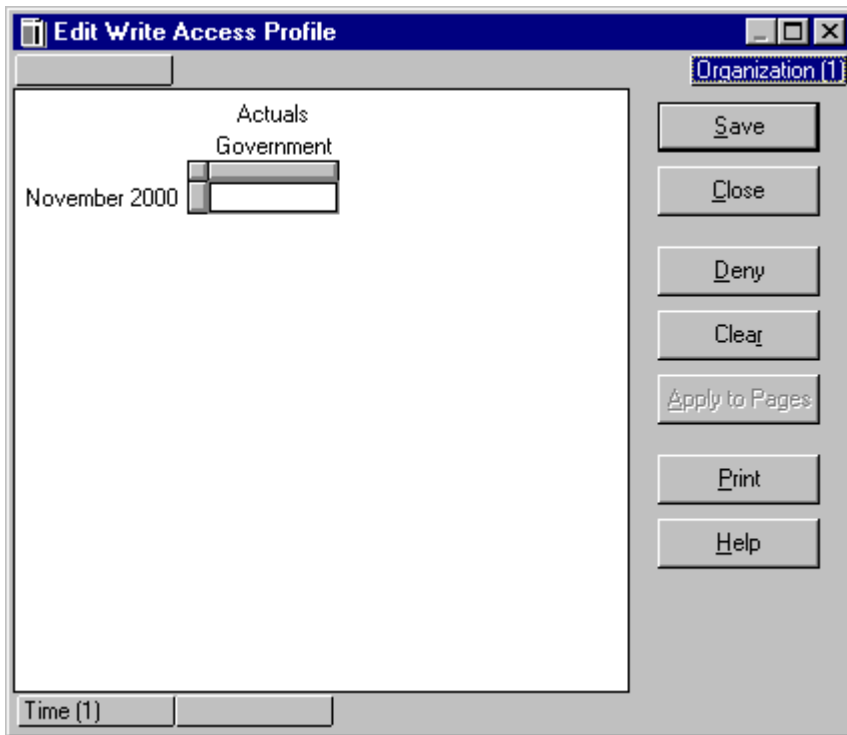 Edit Write Access Profile
Organization (1)
Actuals
Government
November 2000
Save
Close
Deny
Clear
Apply to Pages
Print
Help
Time (1)